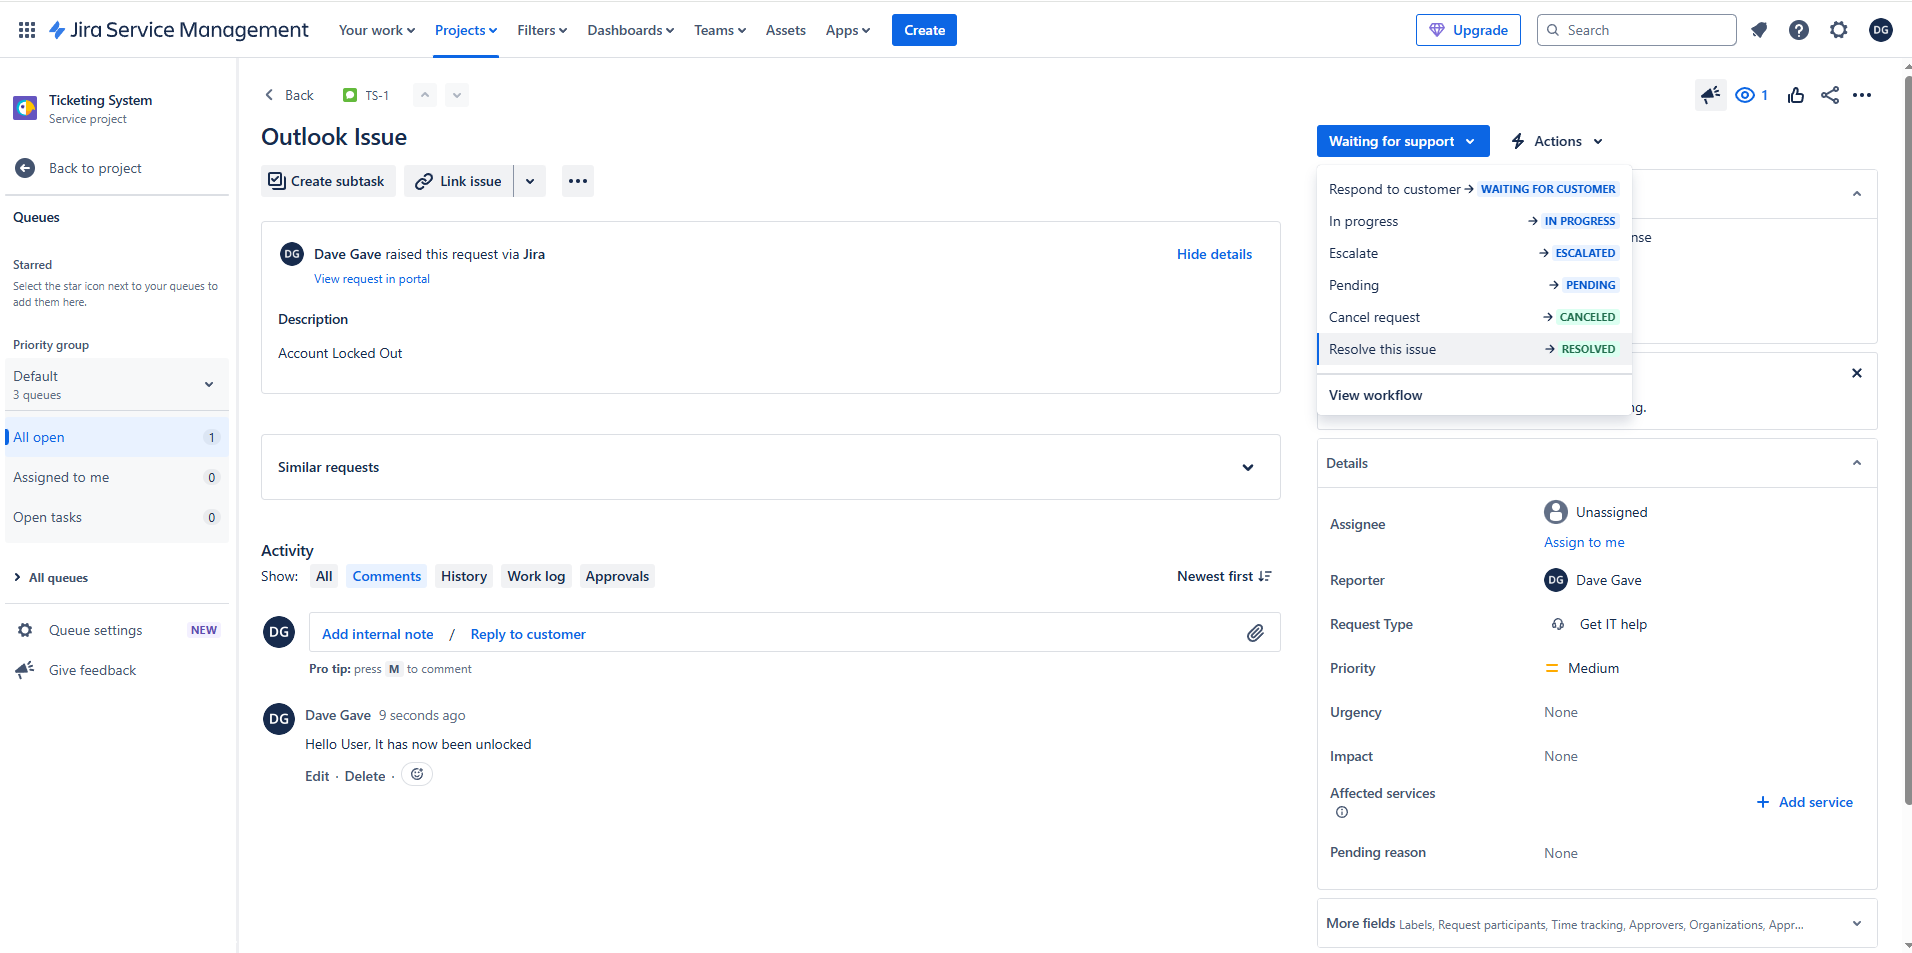 Jira Service Management
Your work
Projects
Filters
Dashboards
Teams
Assets
Apps
Create
Upgrade
Search
DG
Ticketing System
Service project
Back to project
Queues
Starred
Select the star icon next to your queues to
add them here.
Priority group
Default
3 queues
All open 1
Assigned to me 0
Open tasks 0
All queues
Queue settings NEW
Give feedback
Back
TS-1
Outlook Issue
Create subtask
Link issue
DG
Dave Gave raised this request via Jira
Hide details
View request in portal
Description
Account Locked Out
Similar requests
Activity
Show: All Comments History Work log Approvals
Newest first
DG
Add internal note / Reply to customer
Pro tip: press M to comment
DG
Dave Gave 9 seconds ago
Hello User, It has now been unlocked
Edit · Delete ·
1
Waiting for support
Actions
Respond to customer → WAITING FOR CUSTOMER
In progress → IN PROGRESS
Escalate → ESCALATED
Pending → PENDING
Cancel request → CANCELED
Resolve this issue → RESOLVED
View workflow
nse
ng.
Details
Assignee
Unassigned
Assign to me
Reporter
DG Dave Gave
Request Type
Get IT help
Priority
Medium
Urgency
None
Impact
None
Affected services
+ Add service
Pending reason
None
More fields Labels, Request participants, Time tracking, Approvers, Organizations, Appr...